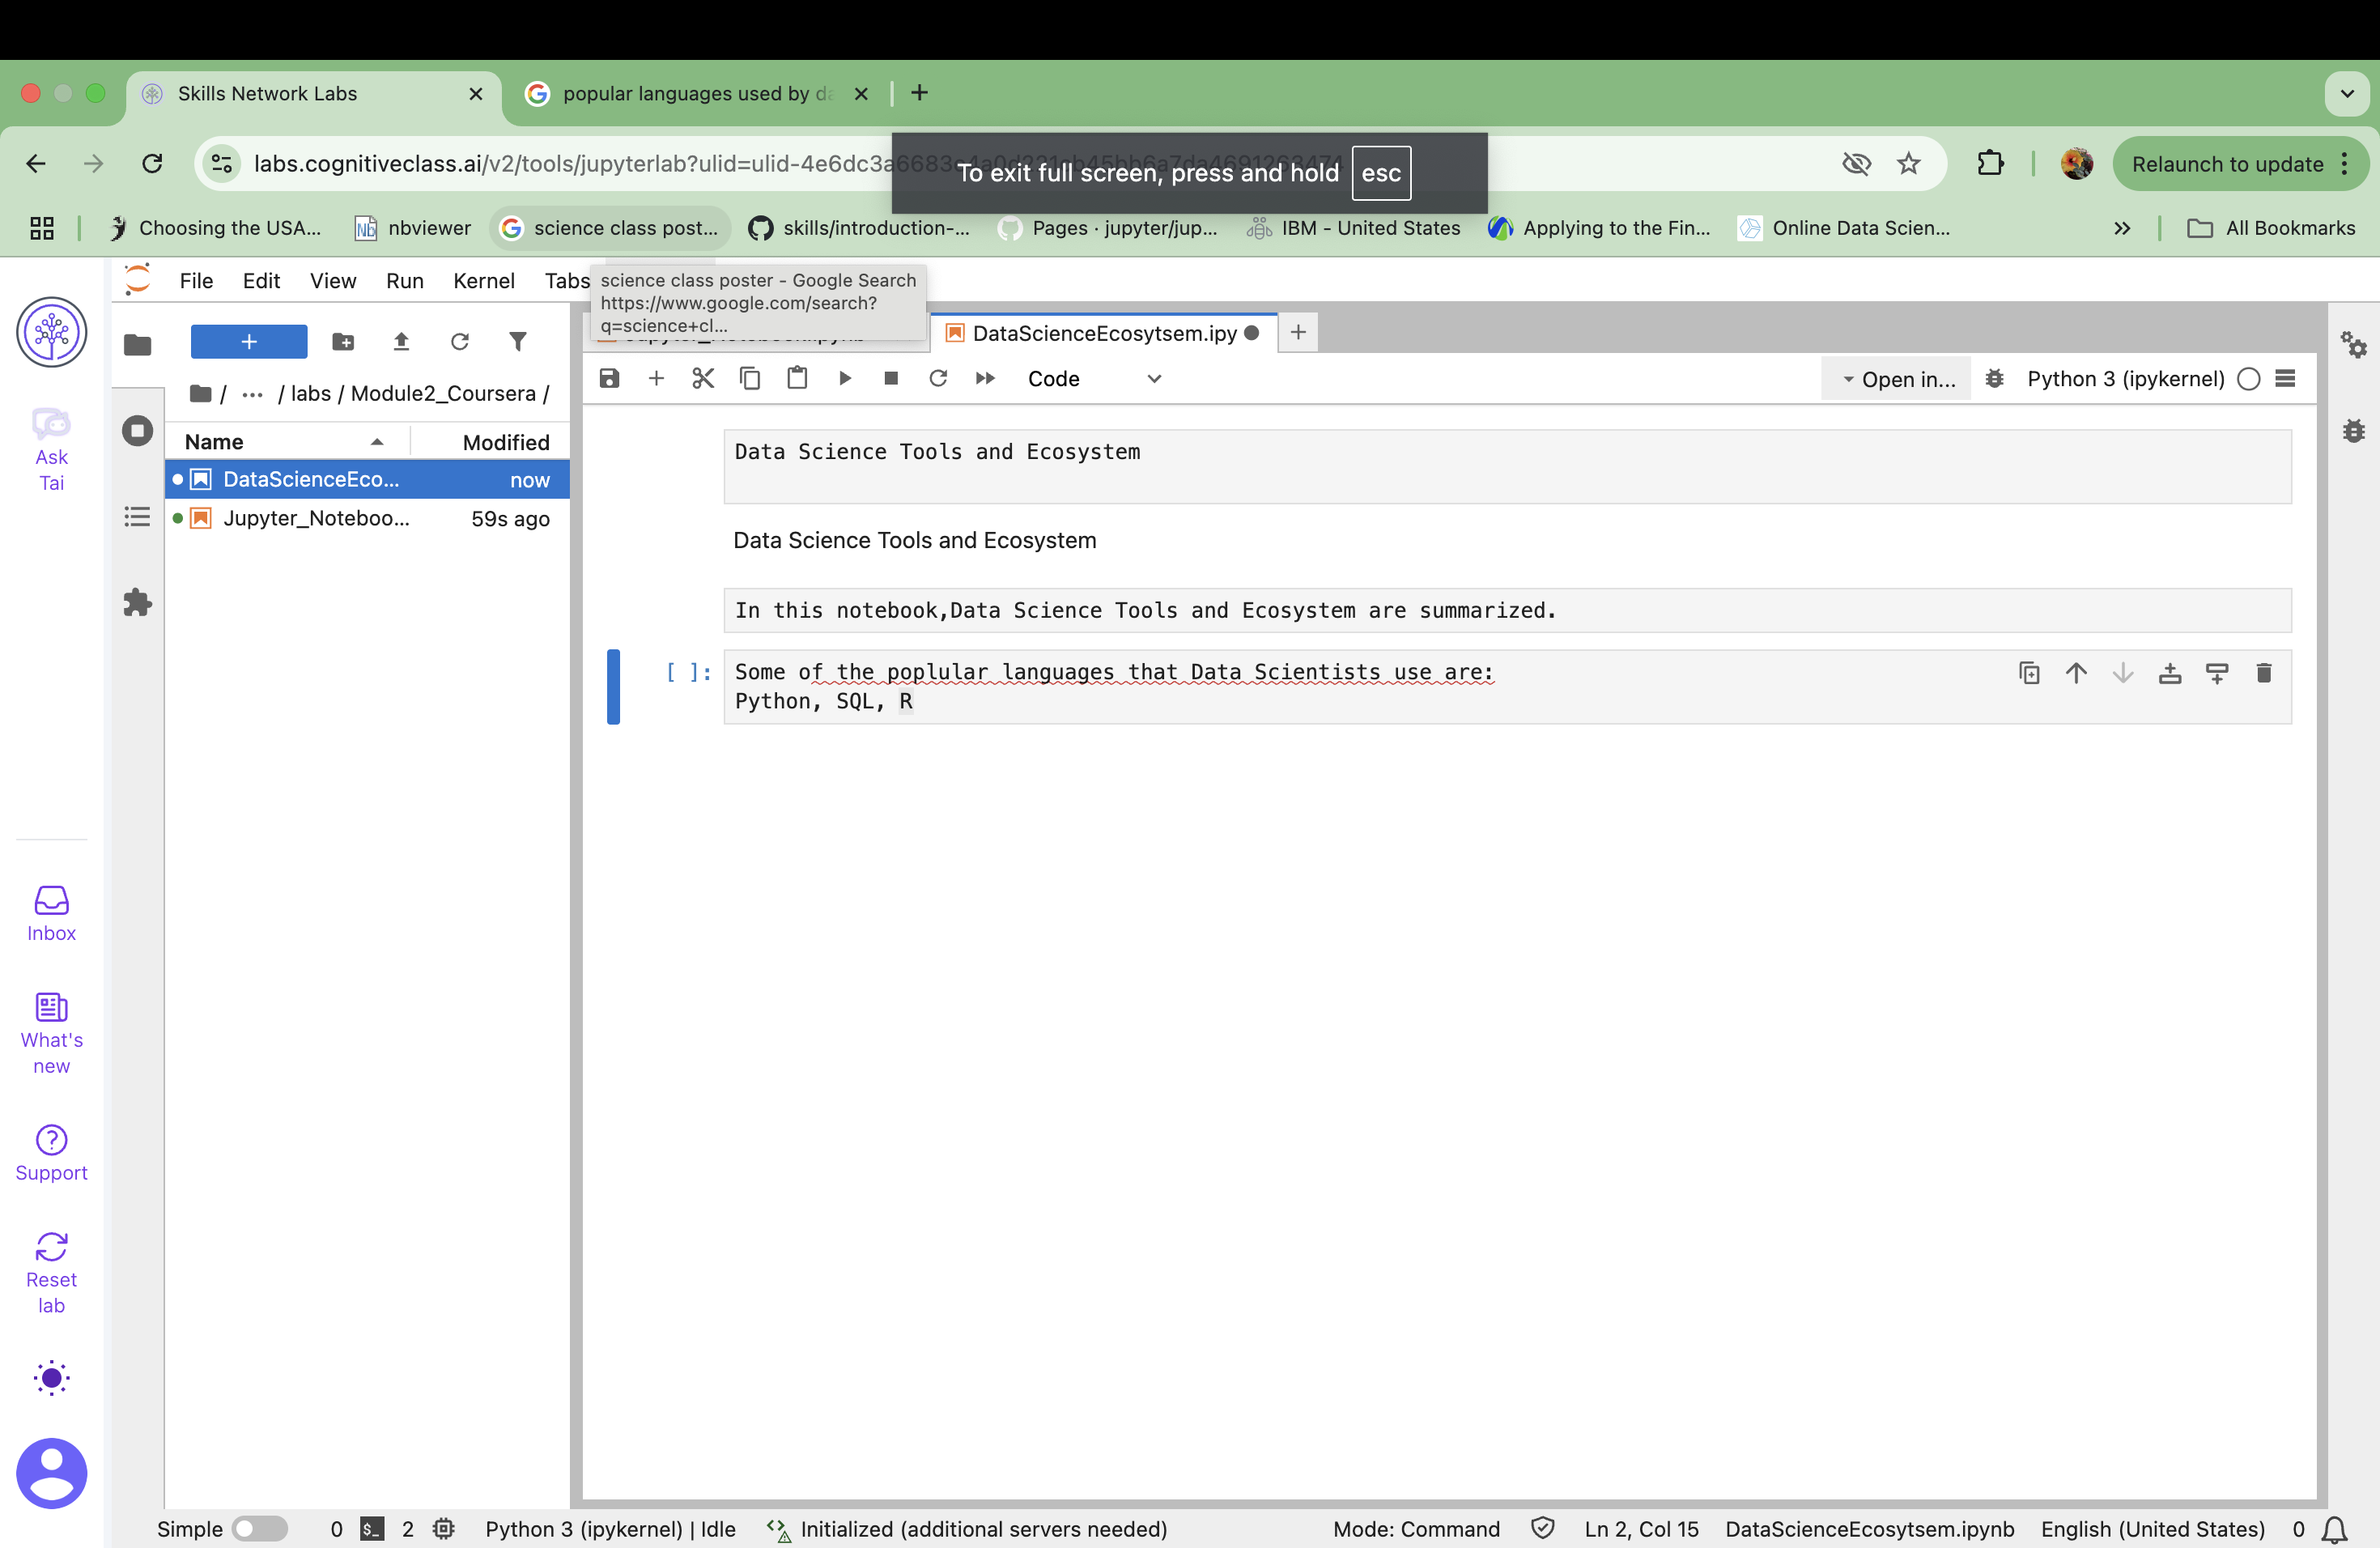 Skills Network Labs
popular languages used by da
labs.cognitiveclass.ai/v2/tools/jupyterlab?ulid=ulid-4e6dc3a6683c
To exit full screen, press and hold esc
Relaunch to update
Choosing the USA...
nbviewer
science class post...
skills/introduction-...
Pages · jupyter/jup...
IBM - United States
Applying to the Fin...
Online Data Scien...
All Bookmarks
File Edit View Run Kernel Tabs
science class poster - Google Search
https://www.google.com/search?
q=science+cl...
DataScienceEcosytsem.ipy
Code
Open in...
Python 3 (ipykernel)
/ ... / labs / Module2_Coursera /
Name Modified
DataScienceEco... now
Jupyter_Noteboo... 59s ago
Ask
Tai
Inbox
What's
new
Support
Reset
lab
Data Science Tools and Ecosystem
Data Science Tools and Ecosystem
In this notebook,Data Science Tools and Ecosystem are summarized.
[ ]: Some of the poplular languages that Data Scientists use are:
Python, SQL, R
Simple 0 $_ 2 Python 3 (ipykernel) | Idle Initialized (additional servers needed) Mode: Command Ln 2, Col 15 DataScienceEcosytsem.ipynb English (United States) 0